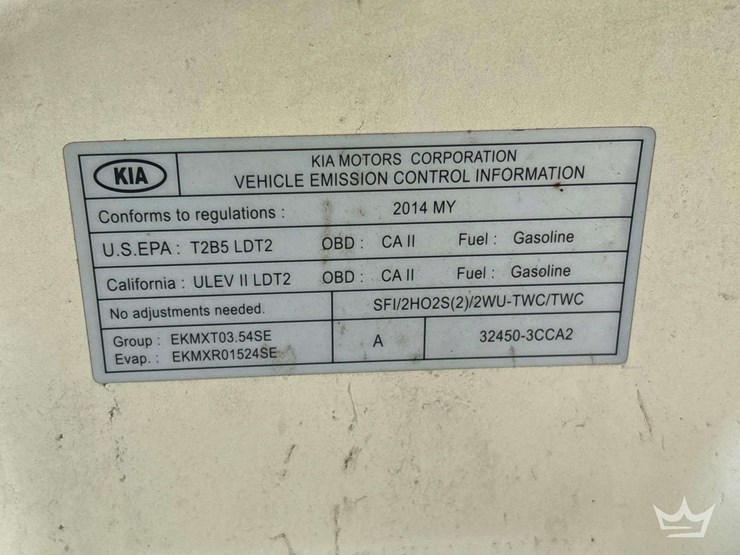 KIA
KIA MOTORS CORPORATION
VEHICLE EMISSION CONTROL INFORMATION
Conforms to regulations : 2014 MY
U.S.EPA : T2B5 LDT2 OBD : CA II Fuel : Gasoline
California : ULEV II LDT2 OBD : CA II Fuel : Gasoline
No adjustments needed. SFI/2HO2S(2)/2WU-TWC/TWC
Group : EKMXT03.54SE
Evap. : EKMXR01524SE
A
32450-3CCA2